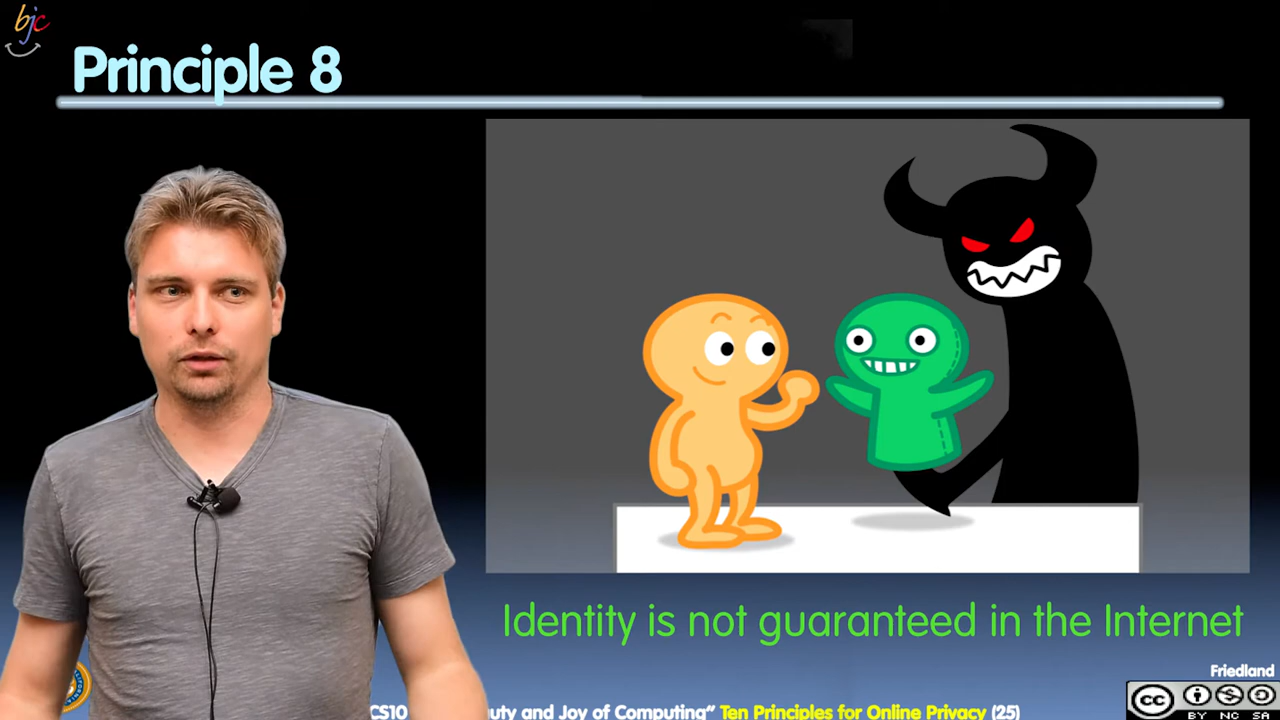 bjc
Principle 8
Identity is not guaranteed in the Internet
Friedland
CS10 uty and Joy of Computing” Ten Principles for Online Privacy (25)
cc
BY NC SA